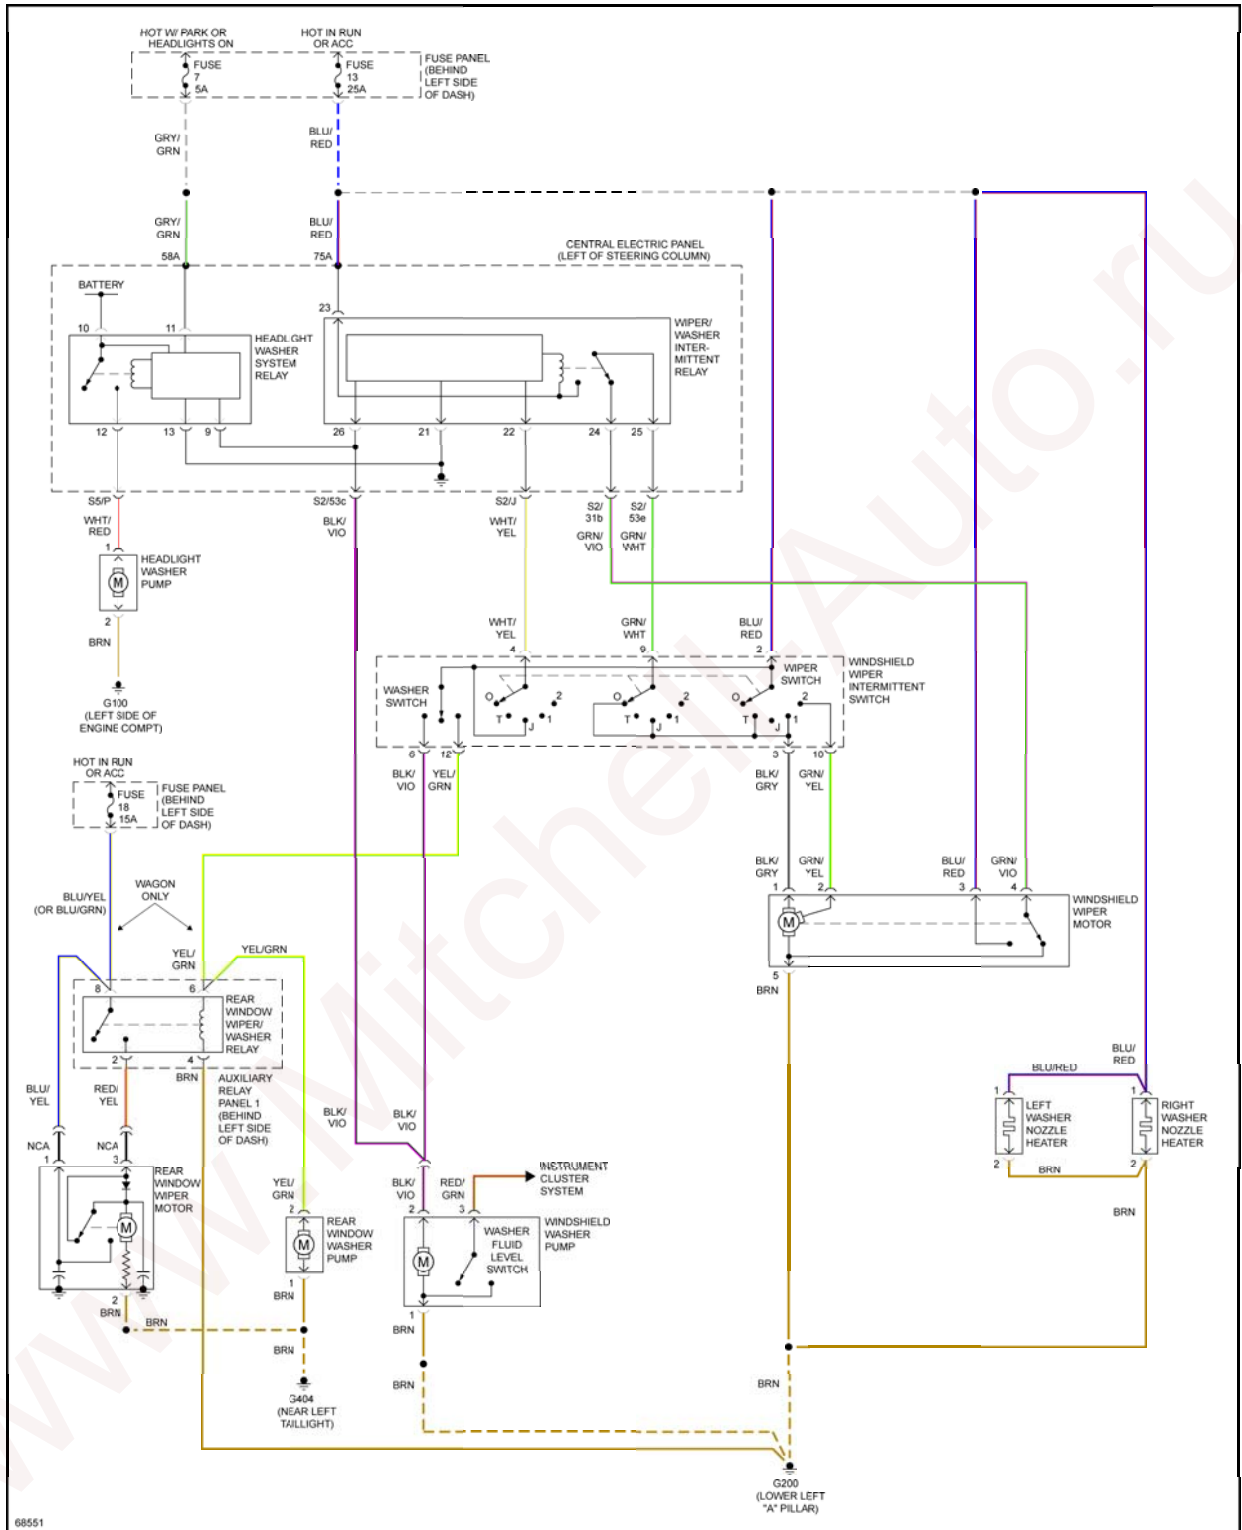 HOT W/ PARK OR
HEADLIGHTS ON
HOT IN RUN
OR ACC
FUSE
7
5A
FUSE
13
25A
FUSE PANEL
(BEHIND
LEFT SIDE
OF DASH)
GRY/
GRN
BLU/
RED
GRY/
GRN
BLU/
RED
58A
75A
CENTRAL ELECTRIC PANEL
(LEFT OF STEERING COLUMN)
BATTERY
10
11
23
HEADLIGHT
WASHER
SYSTEM
RELAY
WIPER/
WASHER
INTER-
MITTENT
RELAY
12
13
9
26
21
22
24
25
S5/P
S2/53c
S2/J
S2/
31b
S2/
53e
WHT/
RED
BLK/
VIO
WHT/
YEL
GRN/
VIO
GRN/
WHT
1
HEADLIGHT
WASHER
PUMP
M
2
BRN
G100
(LEFT SIDE OF
ENGINE COMPT)
WHT/
YEL
GRN/
WHT
BLU/
RED
4
9
2
WASHER
SWITCH
WIPER
SWITCH
WINDSHIELD
WIPER
INTERMITTENT
SWITCH
O
2
T
J
1
O
2
T
J
1
O
2
T
J
1
6
12
3
10
BLK/
VIO
YEL/
GRN
BLK/
GRY
GRN/
YEL
HOT IN RUN
OR ACC
FUSE
18
15A
FUSE PANEL
(BEHIND
LEFT SIDE
OF DASH)
BLU/YEL
(OR BLU/GRN)
WAGON
ONLY
BLK/
GRY
GRN/
YEL
BLU/
RED
GRN/
VIO
1
2
3
4
M
WINDSHIELD
WIPER
MOTOR
5
BRN
YEL/
GRN
YEL/GRN
8
6
REAR
WINDOW
WIPER/
WASHER
RELAY
2
4
BRN
AUXILIARY
RELAY
PANEL 1
(BEHIND
LEFT SIDE
OF DASH)
BLU/
YEL
RED/
YEL
NCA
NCA
1
3
REAR
WINDOW
WIPER
MOTOR
M
2
BRN
BRN
YEL/
GRN
2
REAR
WINDOW
WASHER
PUMP
M
1
BRN
BRN
G404
(NEAR LEFT
TAILLIGHT)
BLK/
VIO
BLK/
VIO
BLK/
VIO
RED/
GRN
INSTRUMENT
CLUSTER
SYSTEM
2
3
WASHER
FLUID
LEVEL
SWITCH
M
WINDSHIELD
WASHER
PUMP
1
BRN
BRN
BLU/
RED
BLU/RED
1
1
LEFT
WASHER
NOZZLE
HEATER
RIGHT
WASHER
NOZZLE
HEATER
2
2
BRN
BRN
BRN
G200
(LOWER LEFT
"A" PILLAR)
68551
www.Mitchell-Auto.ru